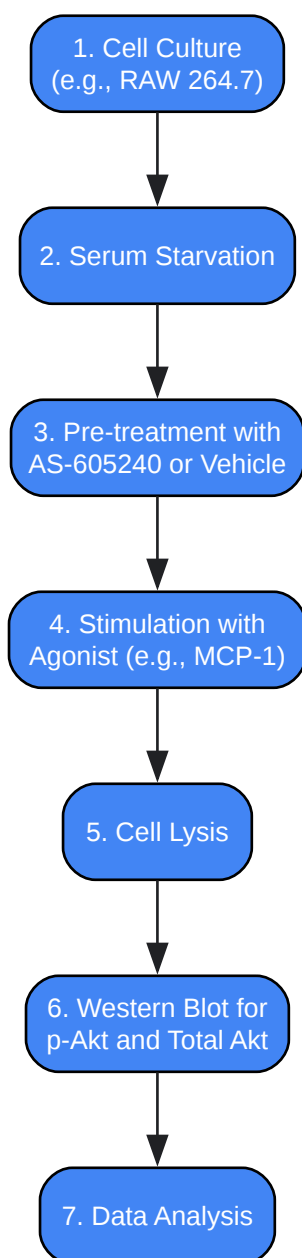 1. Cell Culture
(e.g., RAW 264.7)
2. Serum Starvation
3. Pre-treatment with
AS-605240 or Vehicle
4. Stimulation with
Agonist (e.g., MCP-1)
5. Cell Lysis
6. Western Blot for
p-Akt and Total Akt
7. Data Analysis